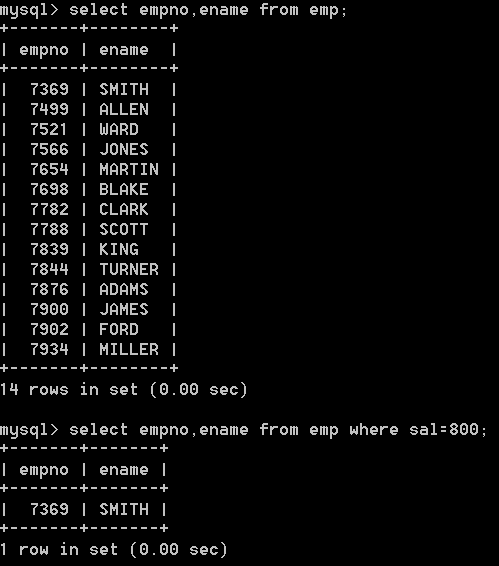 mysql> select empno,ename from emp;
+-------+--------+
| empno | ename  |
+-------+--------+
|  7369 | SMITH  |
|  7499 | ALLEN  |
|  7521 | WARD   |
|  7566 | JONES  |
|  7654 | MARTIN |
|  7698 | BLAKE  |
|  7782 | CLARK  |
|  7788 | SCOTT  |
|  7839 | KING   |
|  7844 | TURNER |
|  7876 | ADAMS  |
|  7900 | JAMES  |
|  7902 | FORD   |
|  7934 | MILLER |
+-------+--------+
14 rows in set (0.00 sec)

mysql> select empno,ename from emp where sal=800;
+-------+-------+
| empno | ename |
+-------+-------+
|  7369 | SMITH |
+-------+-------+
1 row in set (0.00 sec)